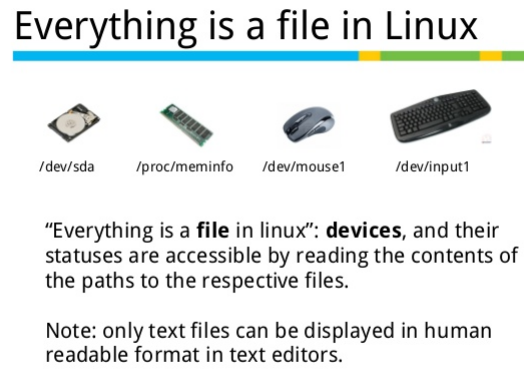 Everything is a file in Linux
/dev/sda /proc/meminfo /dev/mouse1 /dev/input1
“Everything is a file in linux”: devices, and their
statuses are accessible by reading the contents of
the paths to the respective files.
Note: only text files can be displayed in human
readable format in text editors.